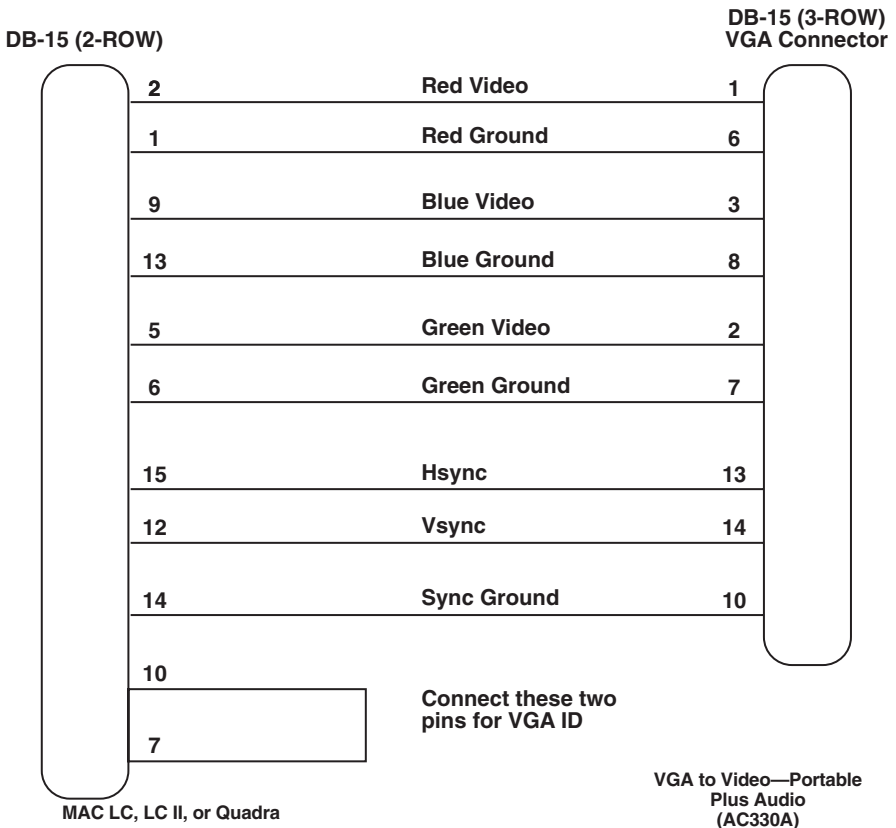 DB-15 (2-ROW)
DB-15 (3-ROW)
VGA Connector
2 Red Video 1
1 Red Ground 6
9 Blue Video 3
13 Blue Ground 8
5 Green Video 2
6 Green Ground 7
15 Hsync 13
12 Vsync 14
14 Sync Ground 10
10
Connect these two
pins for VGA ID
7
MAC LC, LC II, or Quadra
VGA to Video—Portable
Plus Audio
(AC330A)